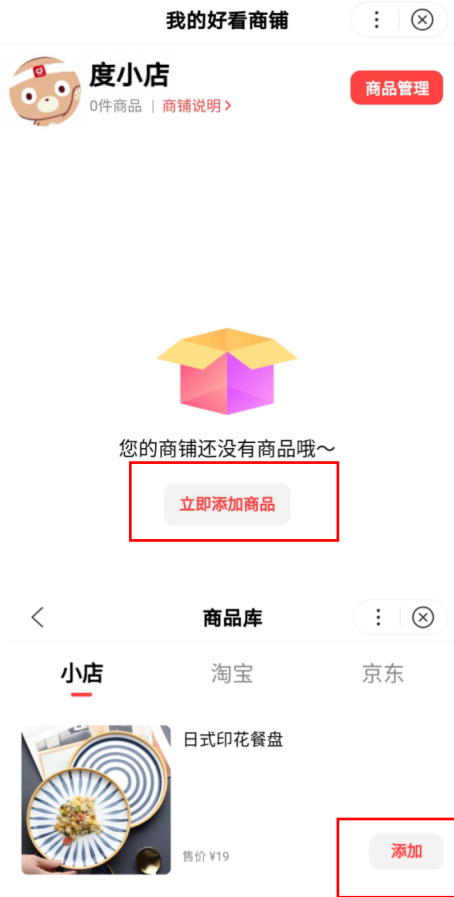 我的好看商铺
度小店
0件商品 | 商铺说明 >
商品管理
您的商铺还没有商品哦～
立即添加商品
商品库
小店 淘宝 京东
日式印花餐盘
售价 ¥19
添加